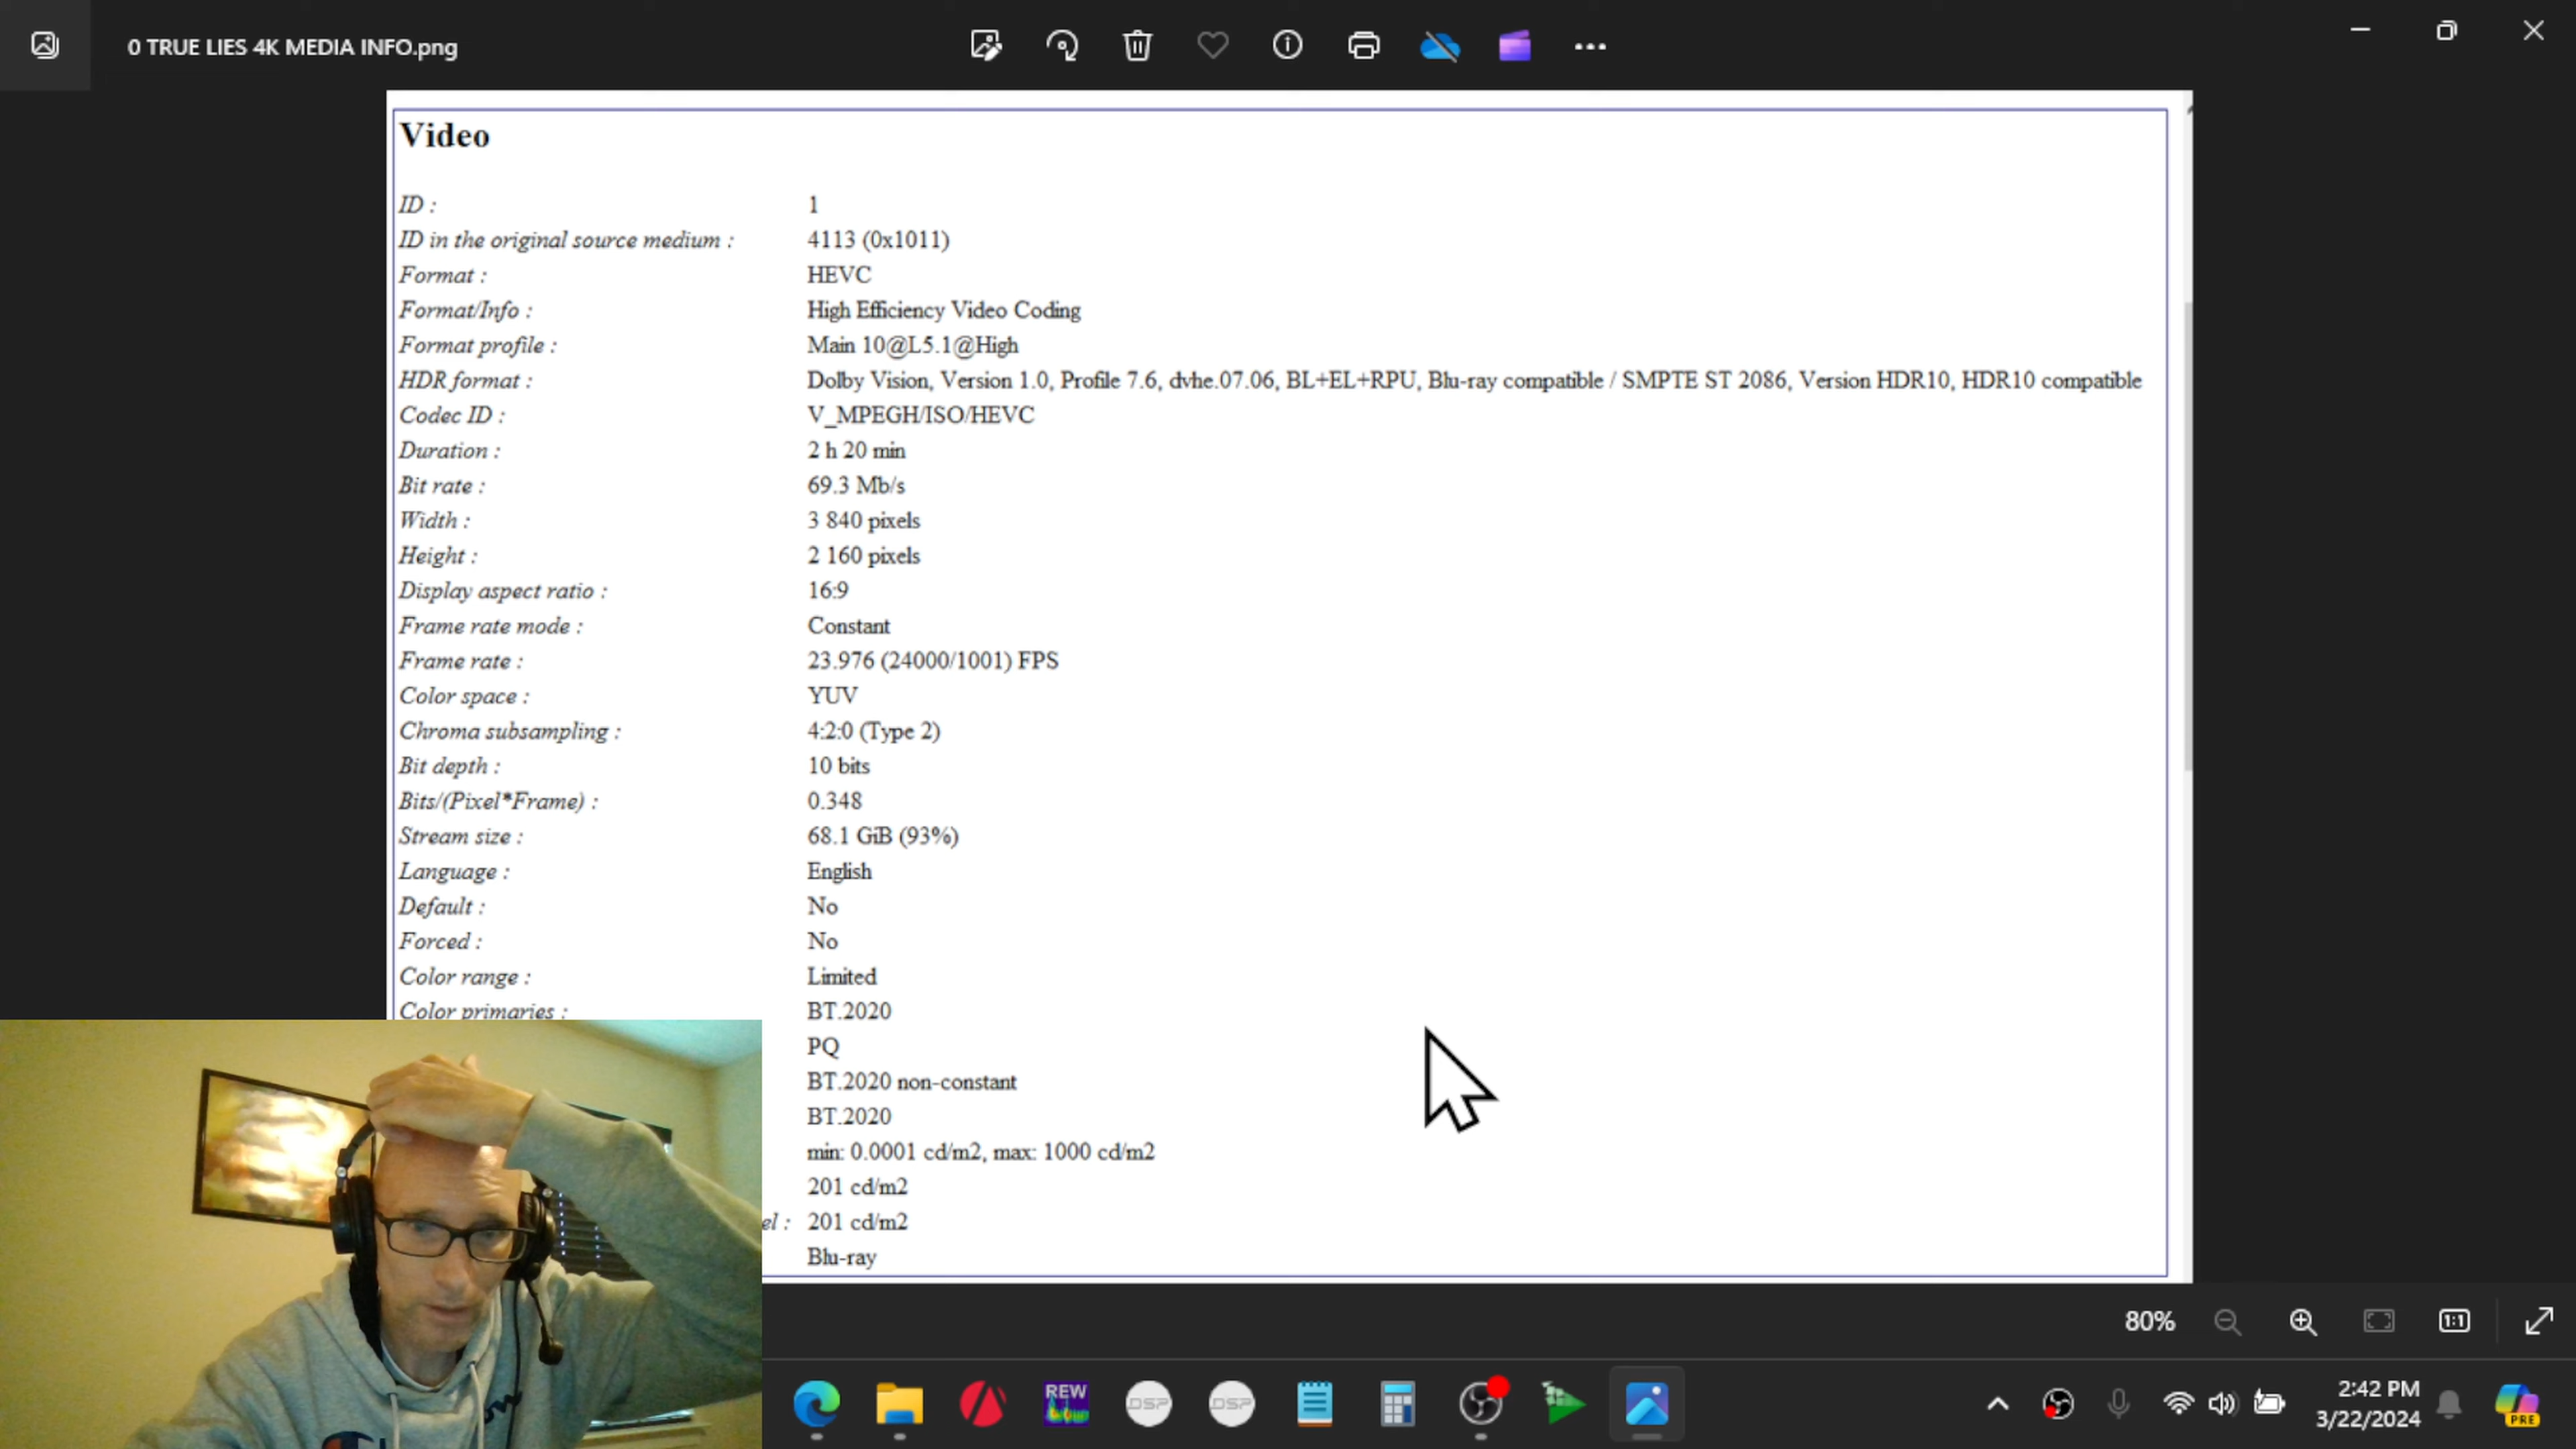 0 TRUE LIES 4K MEDIA INFO.png
Video
ID : 1
ID in the original source medium : 4113 (0x1011)
Format : HEVC
Format/Info : High Efficiency Video Coding
Format profile : Main 10@L5.1@High
HDR format : Dolby Vision, Version 1.0, Profile 7.6, dvhe.07.06, BL+EL+RPU, Blu-ray compatible / SMPTE ST 2086, Version HDR10, HDR10 compatible
Codec ID : V_MPEGH/ISO/HEVC
Duration : 2 h 20 min
Bit rate : 69.3 Mb/s
Width : 3 840 pixels
Height : 2 160 pixels
Display aspect ratio : 16:9
Frame rate mode : Constant
Frame rate : 23.976 (24000/1001) FPS
Color space : YUV
Chroma subsampling : 4:2:0 (Type 2)
Bit depth : 10 bits
Bits/(Pixel*Frame) : 0.348
Stream size : 68.1 GiB (93%)
Language : English
Default : No
Forced : No
Color range : Limited
Color primaries : BT.2020
PQ
BT.2020 non-constant
BT.2020
min: 0.0001 cd/m2, max: 1000 cd/m2
201 cd/m2
el : 201 cd/m2
Blu-ray
80%
1:1
REW
DSP
DSP
2:42 PM
3/22/2024
PRE